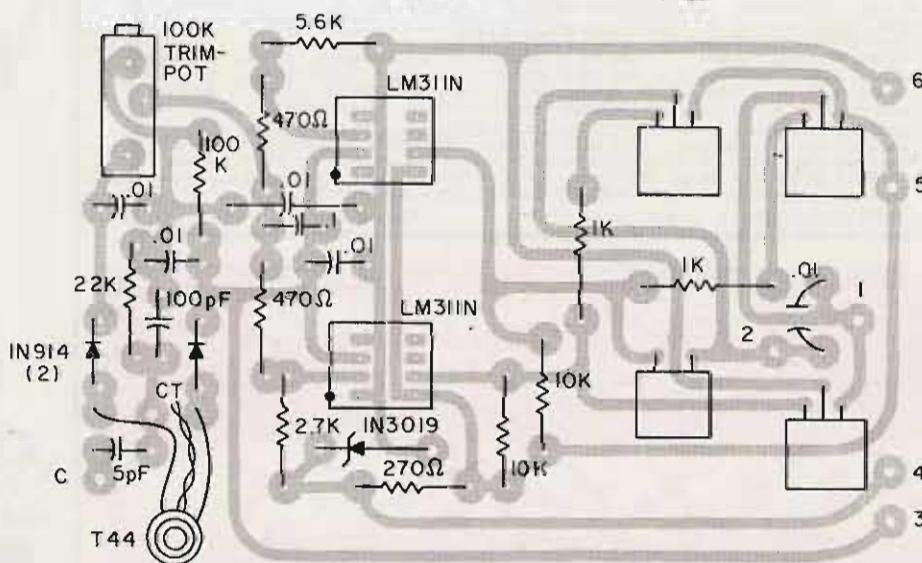 100K
TRIM-
POT
5.6K
LM311N
6
470Ω
100
K
.01
.01
.1
5
.01
.01
1K
1K
.01
1
22K
100pF
470Ω
LM311N
2
1N914
(2)
CT
10K
2.7K
1N3019
10K
270Ω
C
5pF
4
T44
3